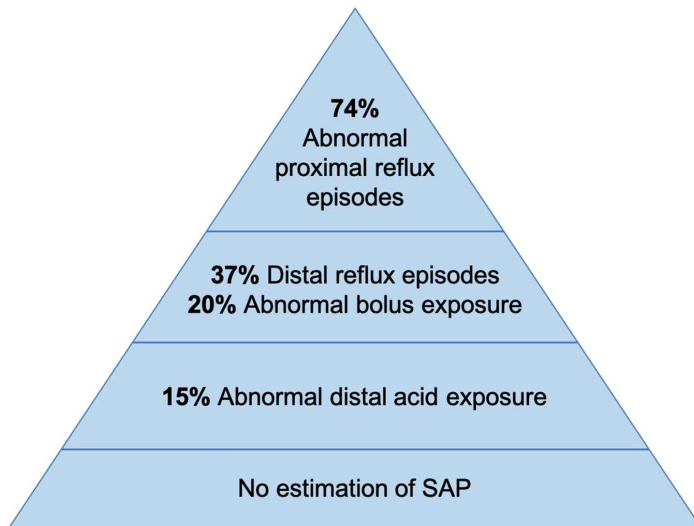 74%
Abnormal
proximal reflux
episodes
37% Distal reflux episodes
20% Abnormal bolus exposure
15% Abnormal distal acid exposure
No estimation of SAP